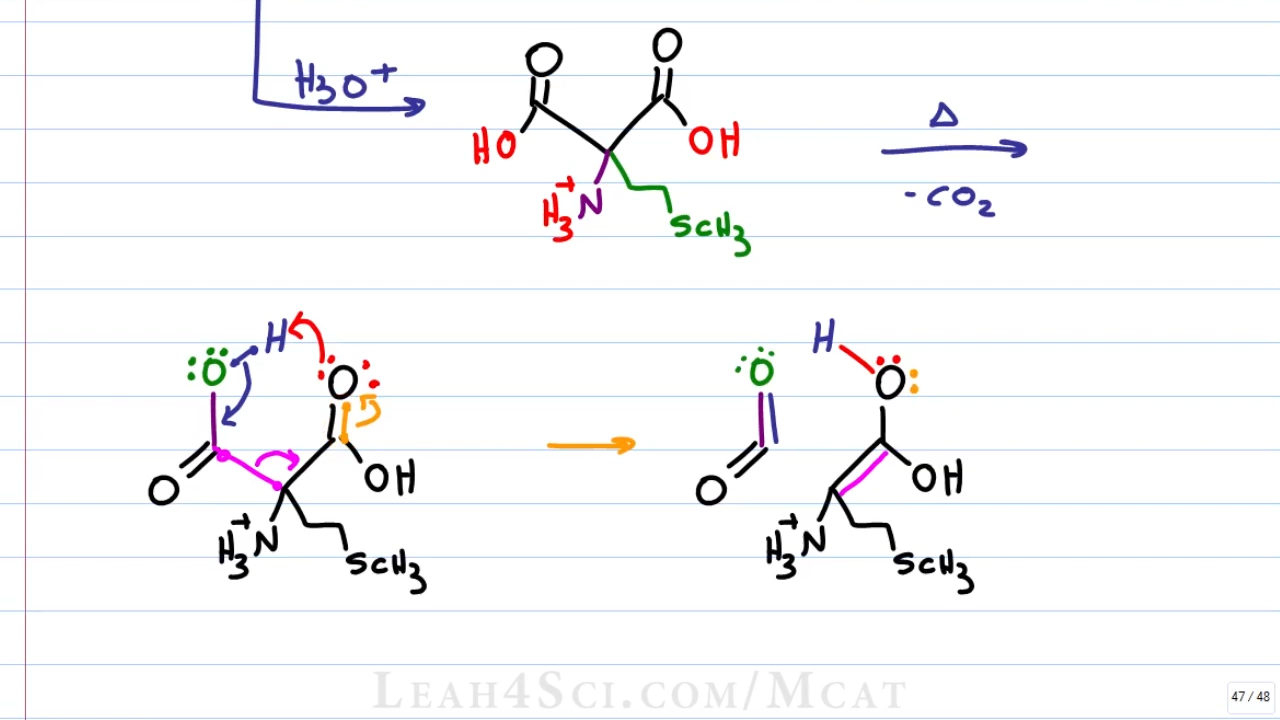 O O
H3O+ Δ
HO OH
H3N+ -CO2
SCH3
H H
:Ö O :Ö O:
O OH O OH
H3N+ H3N+
SCH3 SCH3
LEAH4SCI.COM/MCAT
47 / 48